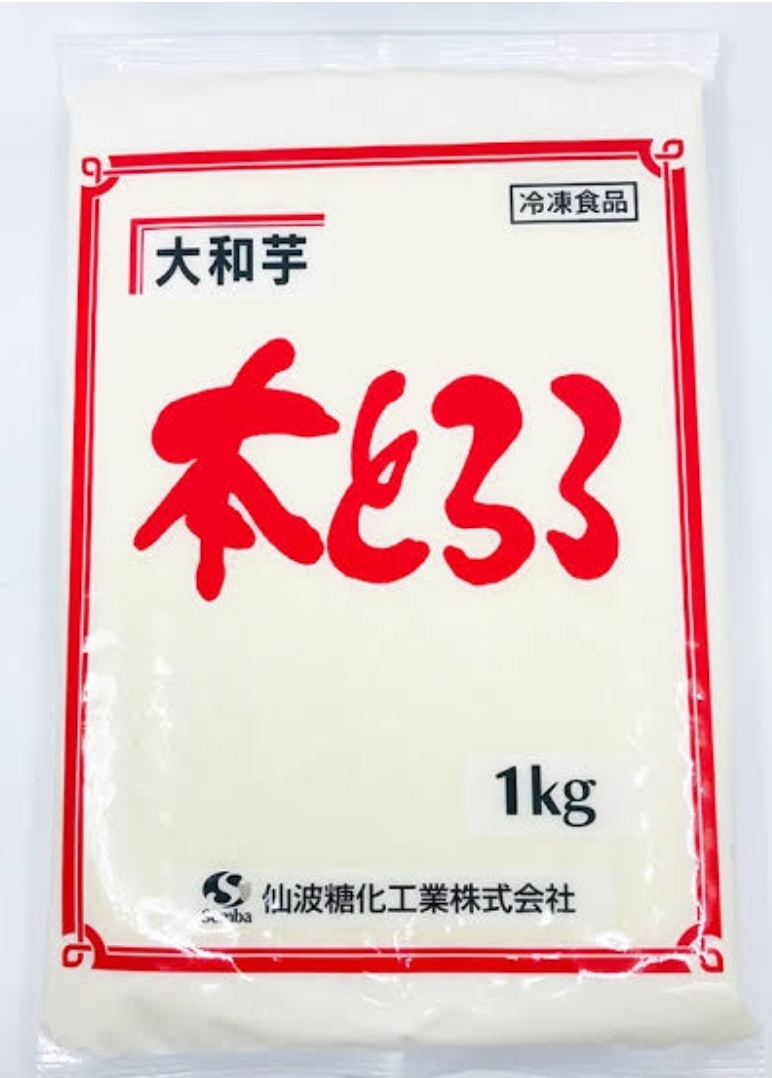 冷凍食品
大和芋
本とろろ
1kg
Semba
仙波糖化工業株式会社